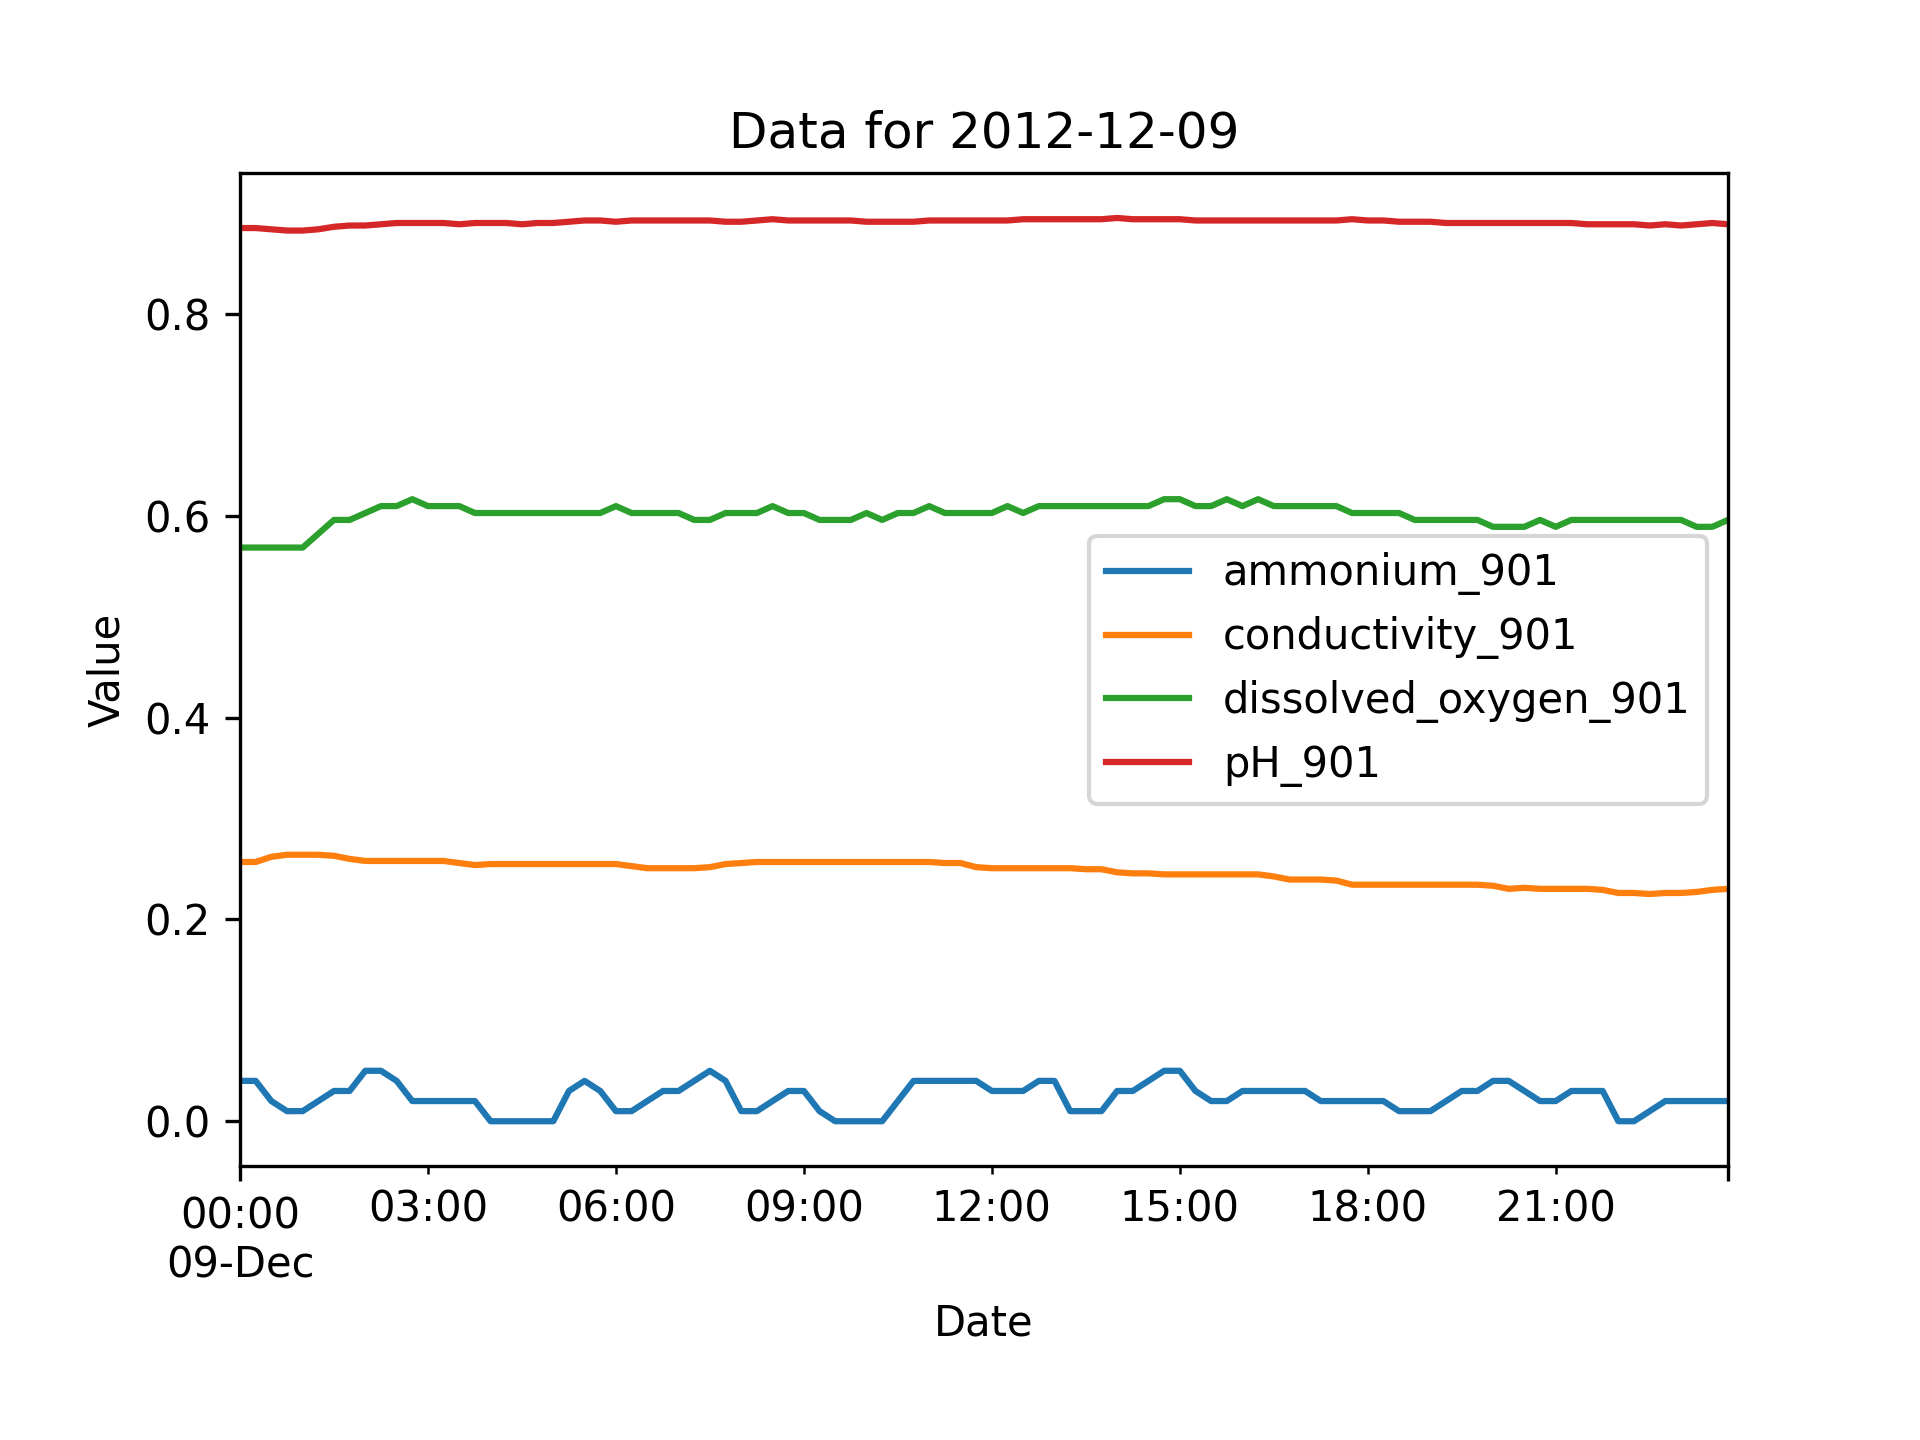 Data for 2012-12-09
Value
0.8
0.6
0.4
0.2
0.0
ammonium_901
conductivity_901
dissolved_oxygen_901
pH_901
00:00 03:00 06:00 09:00 12:00 15:00 18:00 21:00
09-Dec
Date